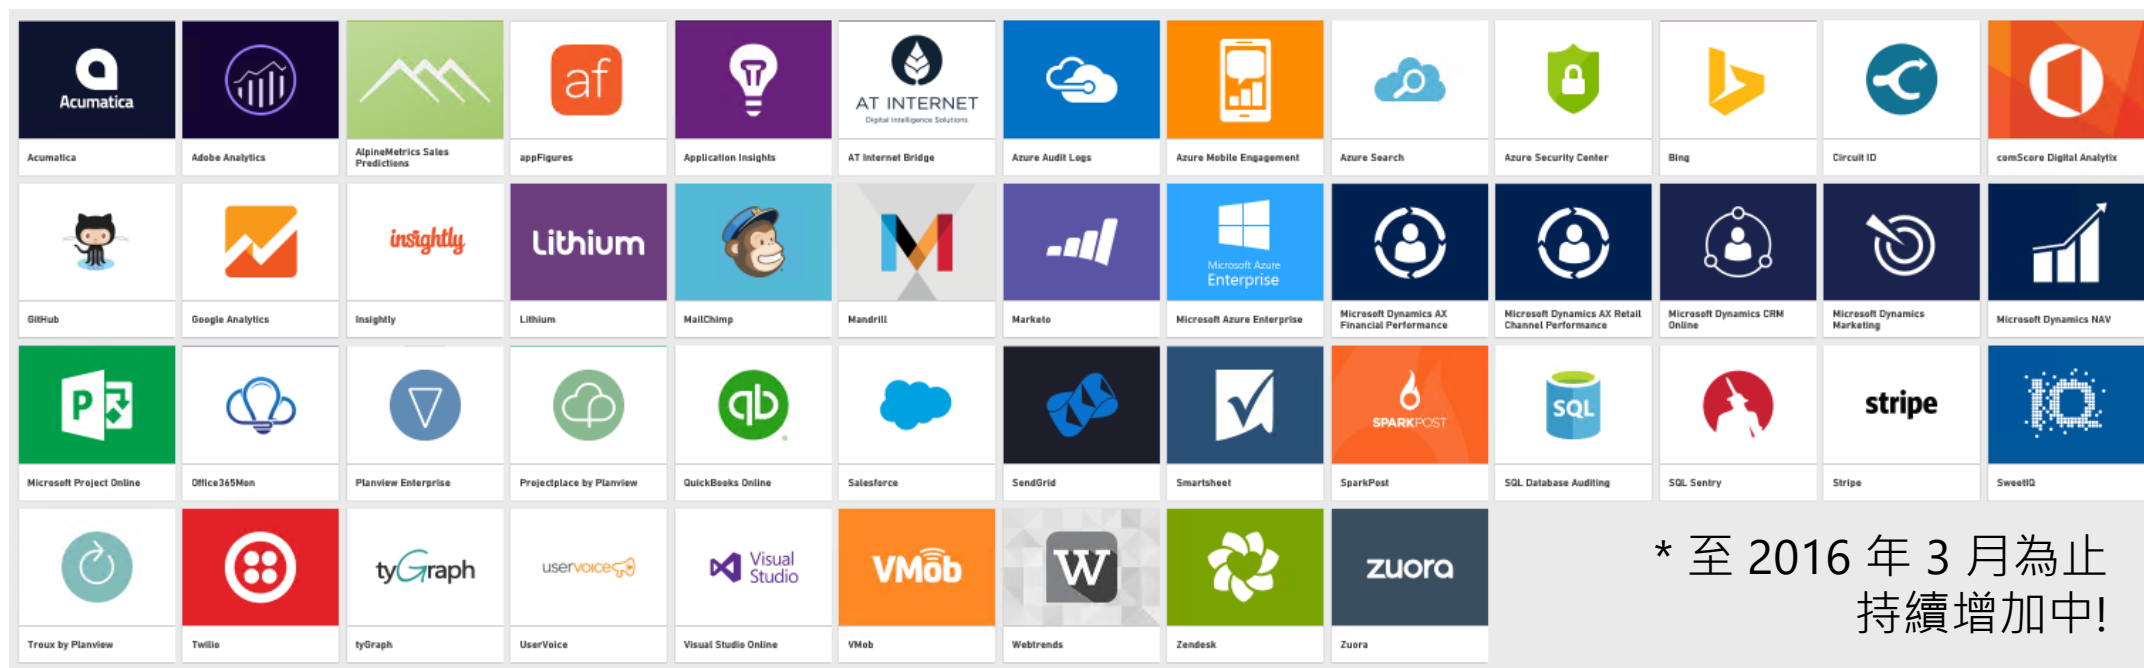 Acumatica
af
AT INTERNET
Digital Intelligence Solutions
Acumatica
Adobe Analytics
AlpineMetrics Sales
Predictions
appFigures
Application Insights
AT Internet Bridge
Azure Audit Logs
Azure Mobile Engagement
Azure Search
Azure Security Center
Bing
Circuit ID
comScore Digital Analytix
insightly
Lithium
M
Microsoft Azure
Enterprise
GitHub
Google Analytics
Insightly
Lithium
MailChimp
Mandrill
Marketo
Microsoft Azure Enterprise
Microsoft Dynamics AX
Financial Performance
Microsoft Dynamics AX Retail
Channel Performance
Microsoft Dynamics CRM
Online
Microsoft Dynamics
Marketing
Microsoft Dynamics NAV
P
qb
SPARKPOST
SQL
stripe
IQ
Microsoft Project Online
Office365Mon
Planview Enterprise
Projectplace by Planview
QuickBooks Online
Salesforce
SendGrid
Smartsheet
SparkPost
SQL Database Auditing
SQL Sentry
Stripe
SweetIQ
tyGraph
uservoice
Visual
Studio
VMob
W
zuora
Troux by Planview
Twilio
tyGraph
UserVoice
Visual Studio Online
VMob
Webtrends
Zendesk
Zuora
* 至 2016 年 3 月為止
持續增加中!